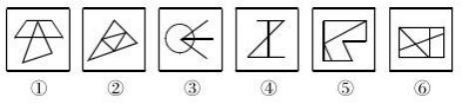 ① ② ③ ④ ⑤ ⑥